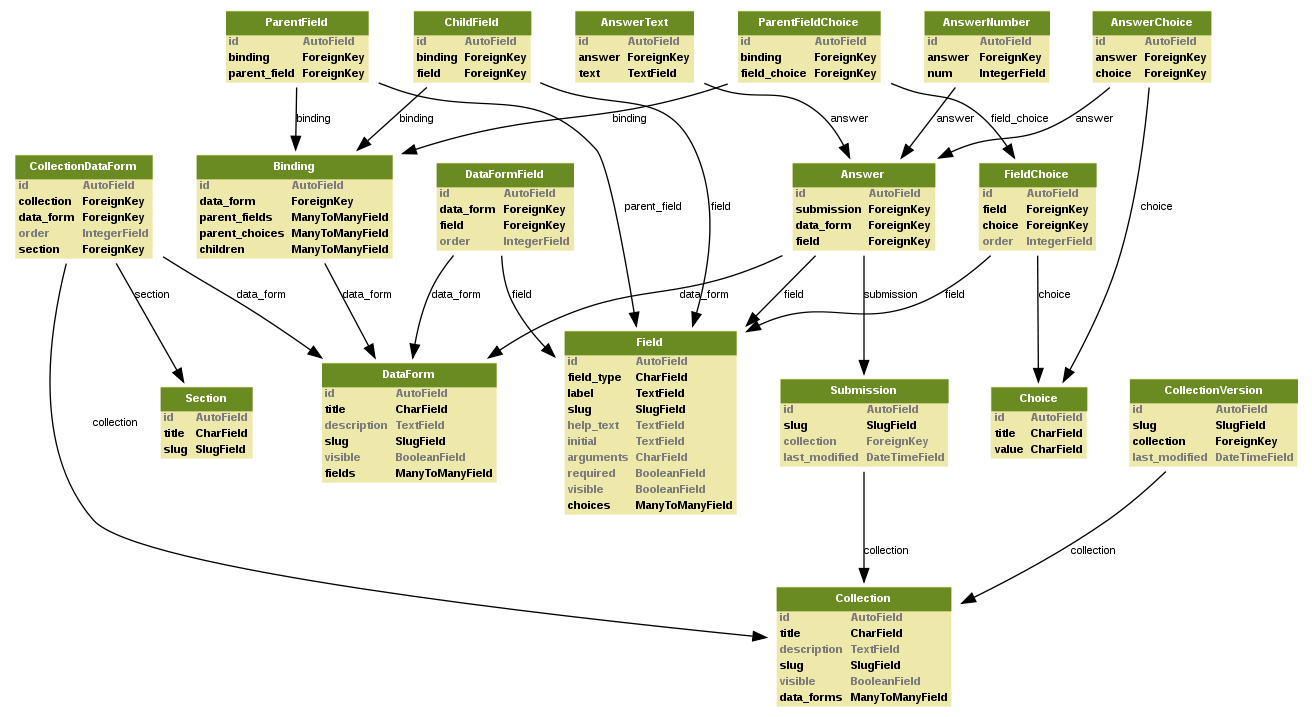 ParentField
id AutoField
binding ForeignKey
parent_field ForeignKey
ChildField
id AutoField
binding ForeignKey
field ForeignKey
AnswerText
id AutoField
answer ForeignKey
text TextField
ParentFieldChoice
id AutoField
binding ForeignKey
field_choice ForeignKey
AnswerNumber
id AutoField
answer ForeignKey
num IntegerField
AnswerChoice
id AutoField
answer ForeignKey
choice ForeignKey
binding
binding
binding
answer
answer
field_choice
answer
CollectionDataForm
id AutoField
collection ForeignKey
data_form ForeignKey
order IntegerField
section ForeignKey
Binding
id AutoField
data_form ForeignKey
parent_fields ManyToManyField
parent_choices ManyToManyField
children ManyToManyField
DataFormField
id AutoField
data_form ForeignKey
field ForeignKey
order IntegerField
parent_field
field
Answer
id AutoField
submission ForeignKey
data_form ForeignKey
field ForeignKey
FieldChoice
id AutoField
field ForeignKey
choice ForeignKey
order IntegerField
choice
section
data_form
data_form
data_form
field
data_form
field
submission
field
choice
collection
Section
id AutoField
title CharField
slug SlugField
DataForm
id AutoField
title CharField
description TextField
slug SlugField
visible BooleanField
fields ManyToManyField
Field
id AutoField
field_type CharField
label TextField
slug SlugField
help_text TextField
initial TextField
arguments CharField
required BooleanField
visible BooleanField
choices ManyToManyField
Submission
id AutoField
slug SlugField
collection ForeignKey
last_modified DateTimeField
Choice
id AutoField
title CharField
value CharField
CollectionVersion
id AutoField
slug SlugField
collection ForeignKey
last_modified DateTimeField
collection
collection
Collection
id AutoField
title CharField
description TextField
slug SlugField
visible BooleanField
data_forms ManyToManyField